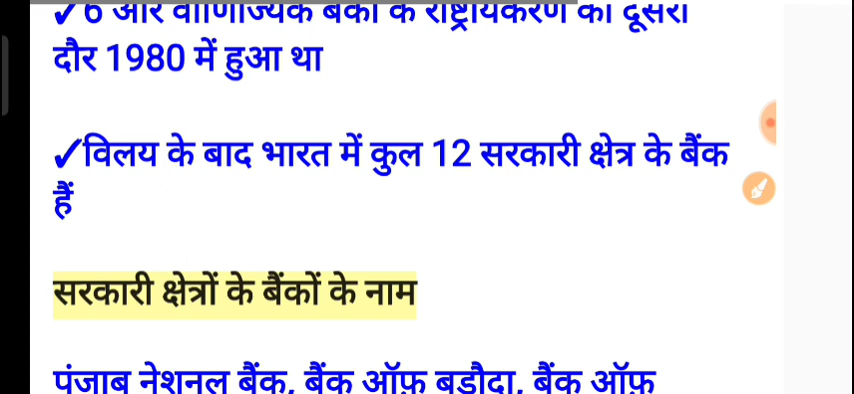 ✓6 और वाणिज्यिक बैंकों के राष्ट्रीयकरण का दूसरा
दौर 1980 में हुआ था
✓विलय के बाद भारत में कुल 12 सरकारी क्षेत्र के बैंक
हैं
सरकारी क्षेत्रों के बैंकों के नाम
पंजाब नेशनल बैंक, बैंक ऑफ़ बड़ौदा, बैंक ऑफ़